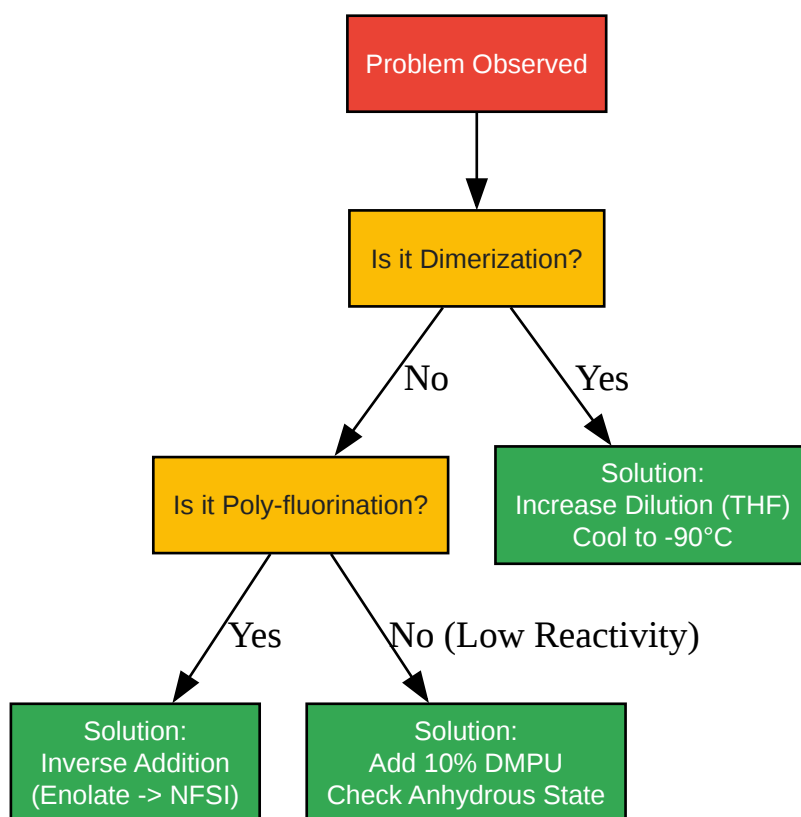 Problem Observed
Is it Dimerization?
No
Yes
Solution:
Increase Dilution (THF)
Cool to -90°C
Is it Poly-fluorination?
Yes
No (Low Reactivity)
Solution:
Inverse Addition
(Enolate -> NFSI)
Solution:
Add 10% DMPU
Check Anhydrous State